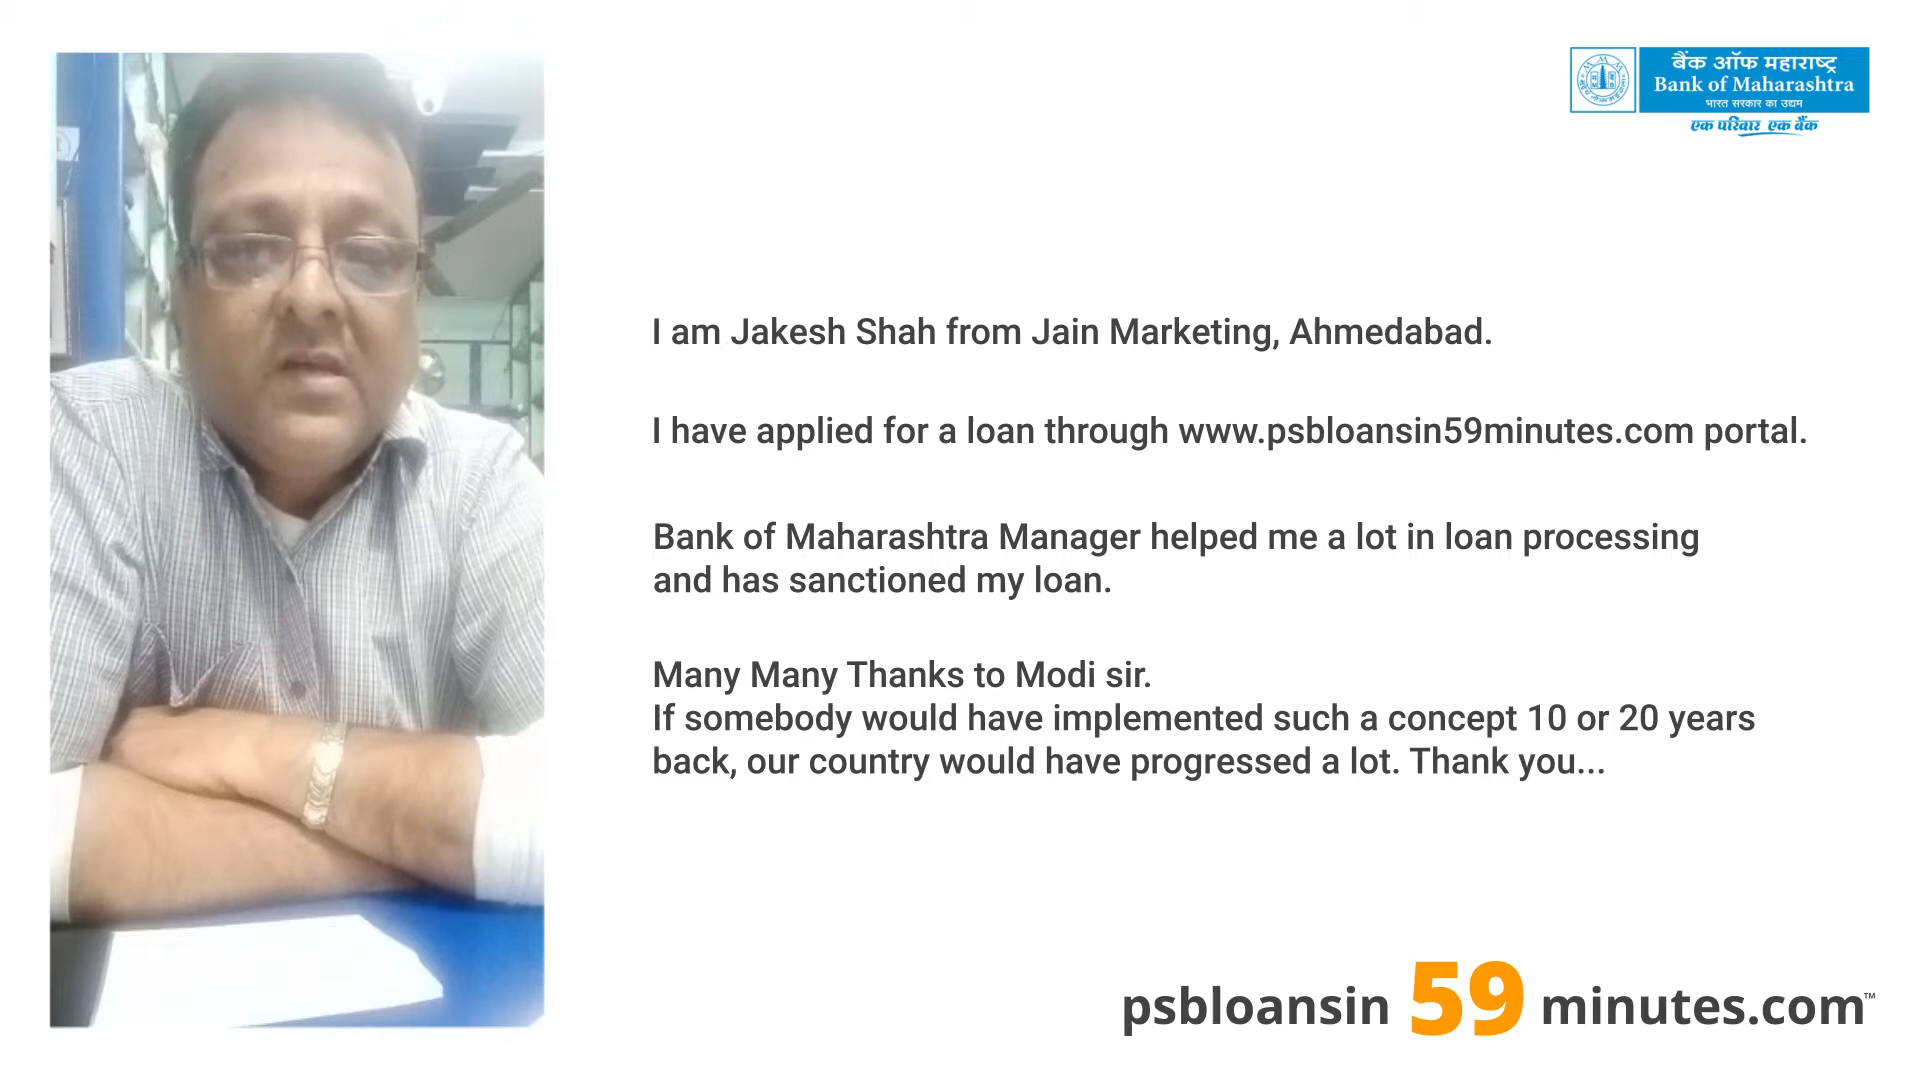 बैंक ऑफ महाराष्ट्र
Bank of Maharashtra
भारत सरकार का उद्यम
एक परिवार एक बैंक
I am Jakesh Shah from Jain Marketing, Ahmedabad.
I have applied for a loan through www.psbloansin59minutes.com portal.
Bank of Maharashtra Manager helped me a lot in loan processing
and has sanctioned my loan.
Many Many Thanks to Modi sir.
If somebody would have implemented such a concept 10 or 20 years
back, our country would have progressed a lot. Thank you...
psbloansin 59 minutes.com™